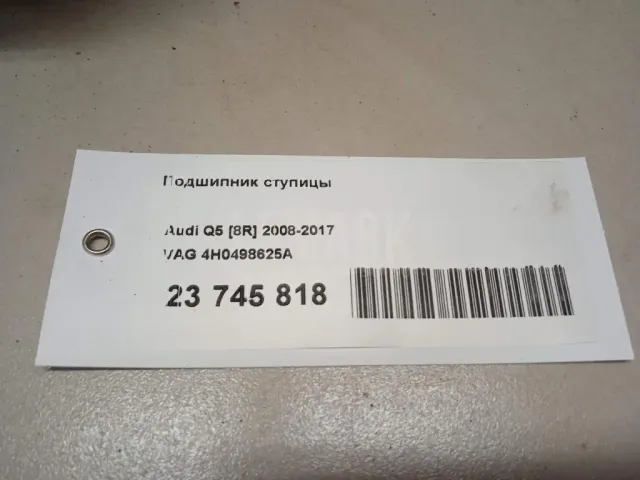 Подшипник ступицы
Audi Q5 [8R] 2008-2017
VAG 4H0498625A
23 745 818